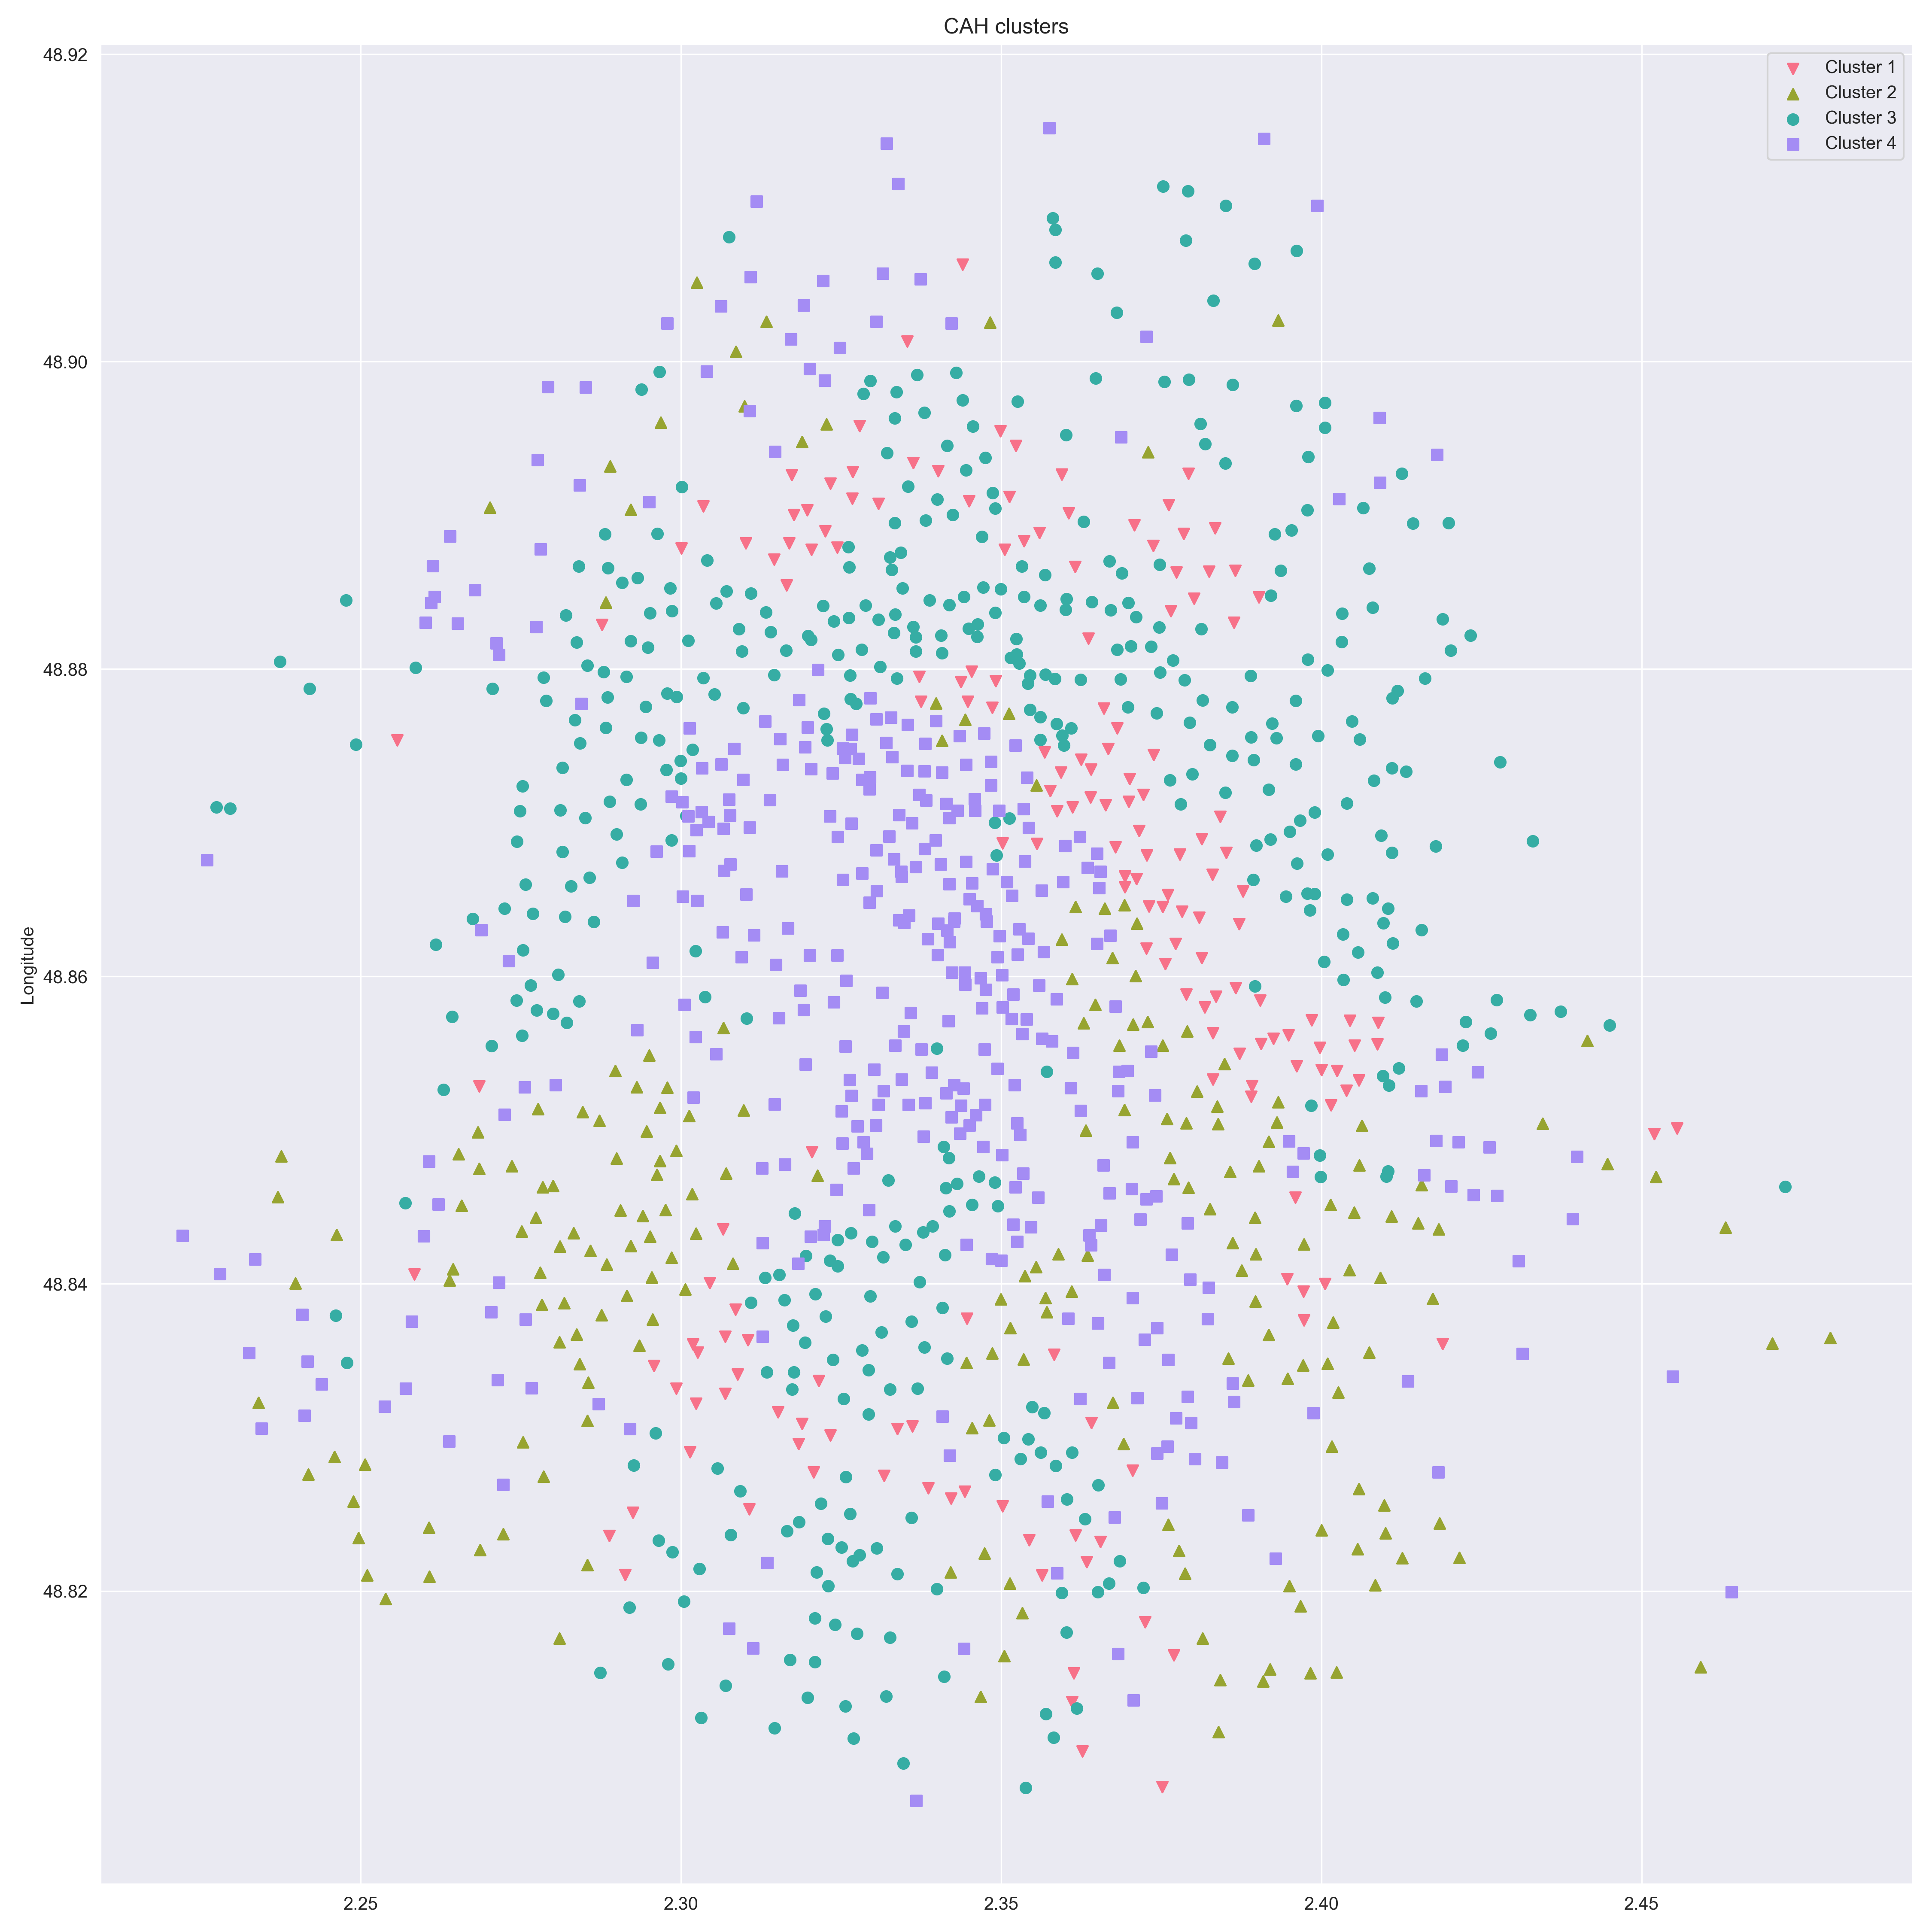 CAH clusters
48.92
48.90
48.88
48.86
48.84
48.82
Longitude
2.25
2.30
2.35
2.40
2.45
Cluster 1
Cluster 2
Cluster 3
Cluster 4